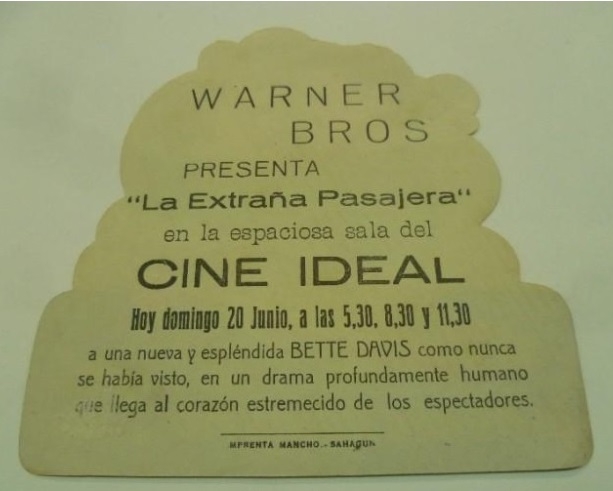 WARNER
BROS
PRESENTA
"La Extraña Pasajera"
en la espaciosa sala del
CINE IDEAL
Hoy domingo 20 Junio, a las 5,30, 8,30 y 11,30
a una nueva y espléndida BETTE DAVIS como nunca
se había visto, en un drama profundamente humano
que llega al corazón estremecido de los espectadores.
MPRENTA MANCHO.- SAHAGUN